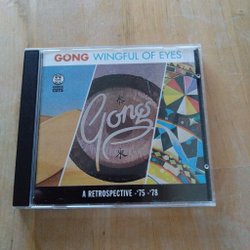 GONG WINGFUL OF EYES
Gong
A RETROSPECTIVE -'75 -'78